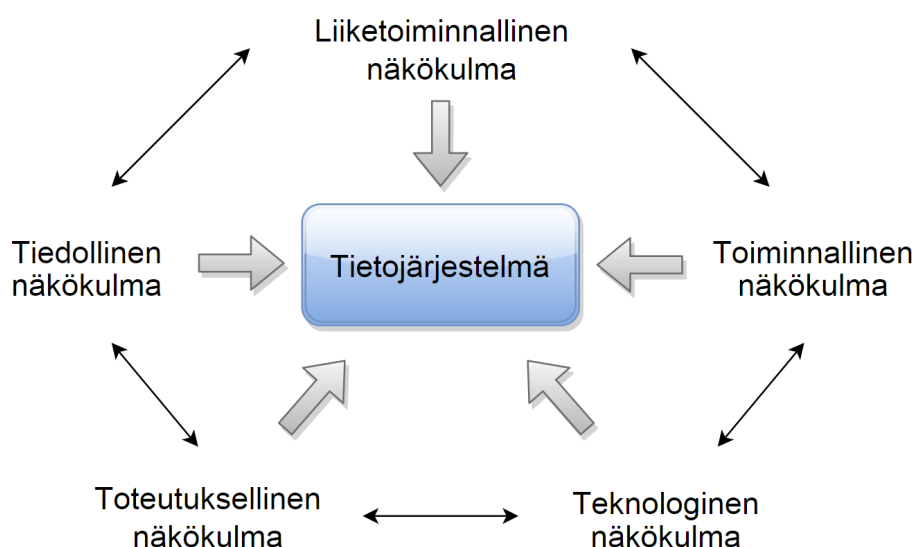 Liiketoiminnallinen
näkökulma
Tiedollinen
näkökulma
Tietojärjestelmä
Toiminnallinen
näkökulma
Toteutuksellinen
näkökulma
Teknologinen
näkökulma